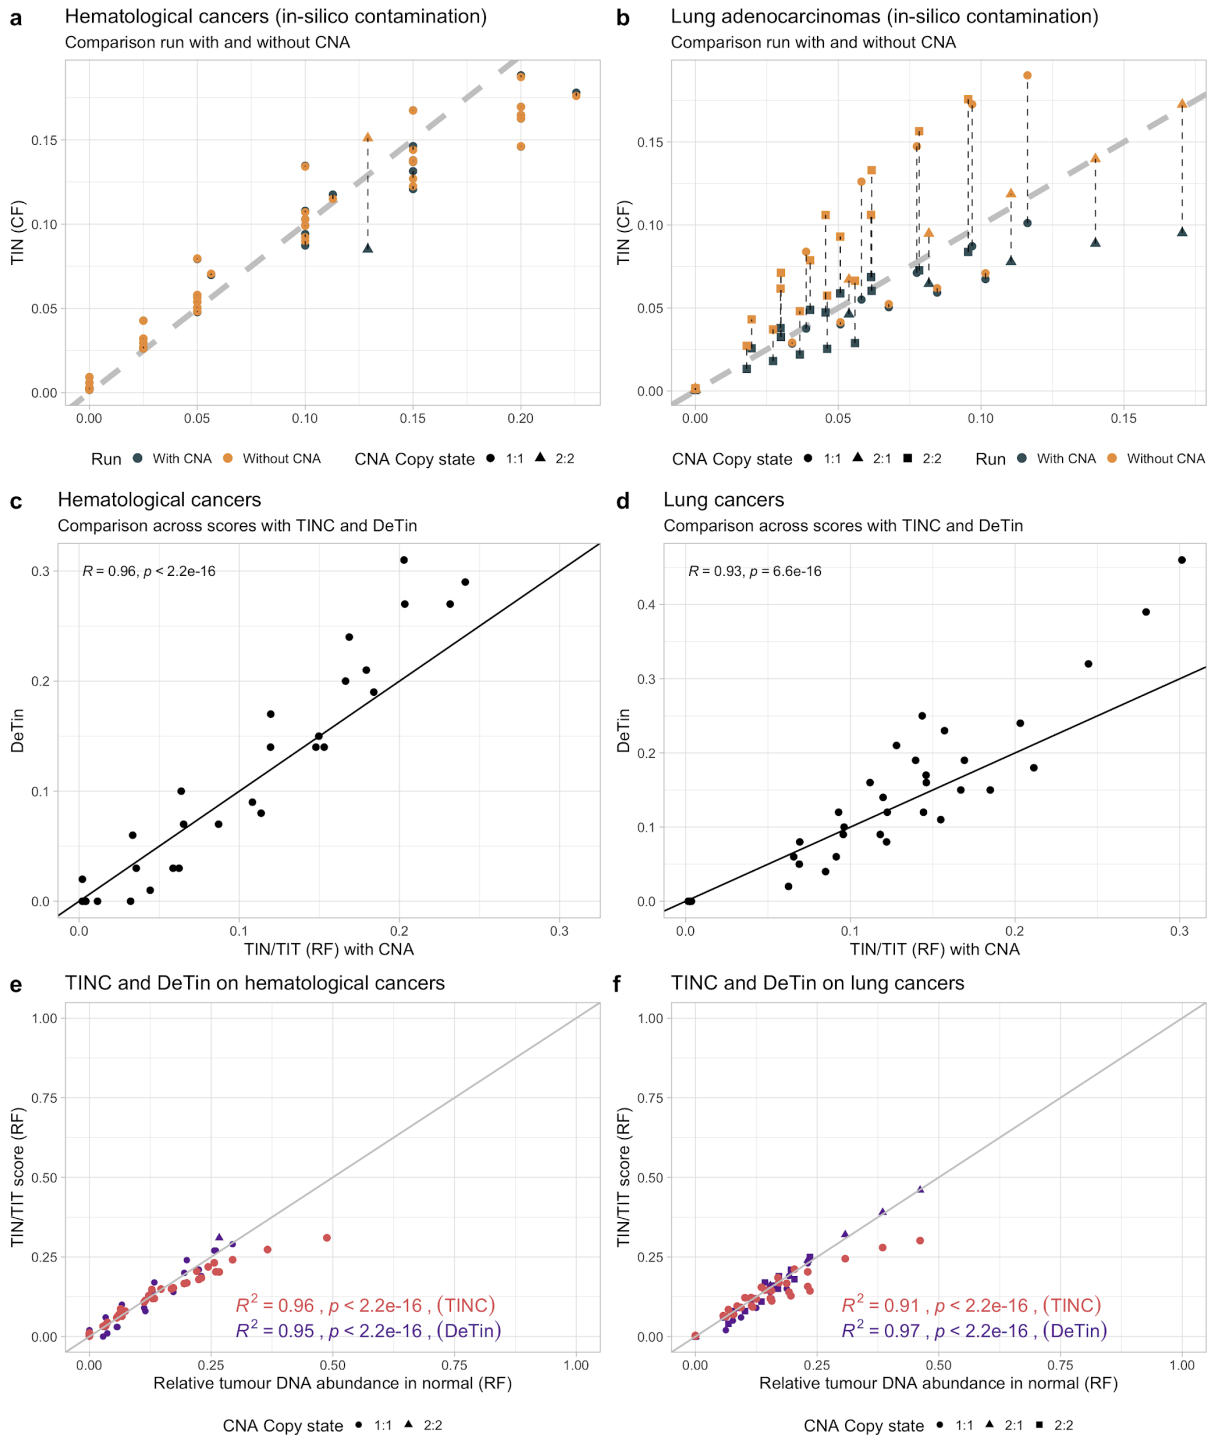 a Hematological cancers (in-silico contamination)
Comparison run with and without CNA
TIN (CF)
0.15
0.10
0.05
0.00
0.00 0.05 0.10 0.15 0.20
Run With CNA Without CNA CNA Copy state 1:1 2:2
b Lung adenocarcinomas (in-silico contamination)
Comparison run with and without CNA
TIN (CF)
0.15
0.10
0.05
0.00
0.00 0.05 0.10 0.15
CNA Copy state 1:1 2:1 2:2 Run With CNA Without CNA
c Hematological cancers
Comparison across scores with TINC and DeTin
R = 0.96, p < 2.2e-16
DeTin
0.3
0.2
0.1
0.0
0.0 0.1 0.2 0.3
TIN/TIT (RF) with CNA
d Lung cancers
Comparison across scores with TINC and DeTin
R = 0.93, p = 6.6e-16
DeTin
0.4
0.3
0.2
0.1
0.0
0.0 0.1 0.2 0.3
TIN/TIT (RF) with CNA
e TINC and DeTin on hematological cancers
TIN/TIT score (RF)
1.00
0.75
0.50
0.25
0.00
R² = 0.96 , p < 2.2e-16 , (TINC)
R² = 0.95 , p < 2.2e-16 , (DeTin)
0.00 0.25 0.50 0.75 1.00
Relative tumour DNA abundance in normal (RF)
CNA Copy state 1:1 2:2
f TINC and DeTin on lung cancers
TIN/TIT score (RF)
1.00
0.75
0.50
0.25
0.00
R² = 0.91 , p < 2.2e-16 , (TINC)
R² = 0.97 , p < 2.2e-16 , (DeTin)
0.00 0.25 0.50 0.75 1.00
Relative tumour DNA abundance in normal (RF)
CNA Copy state 1:1 2:1 2:2